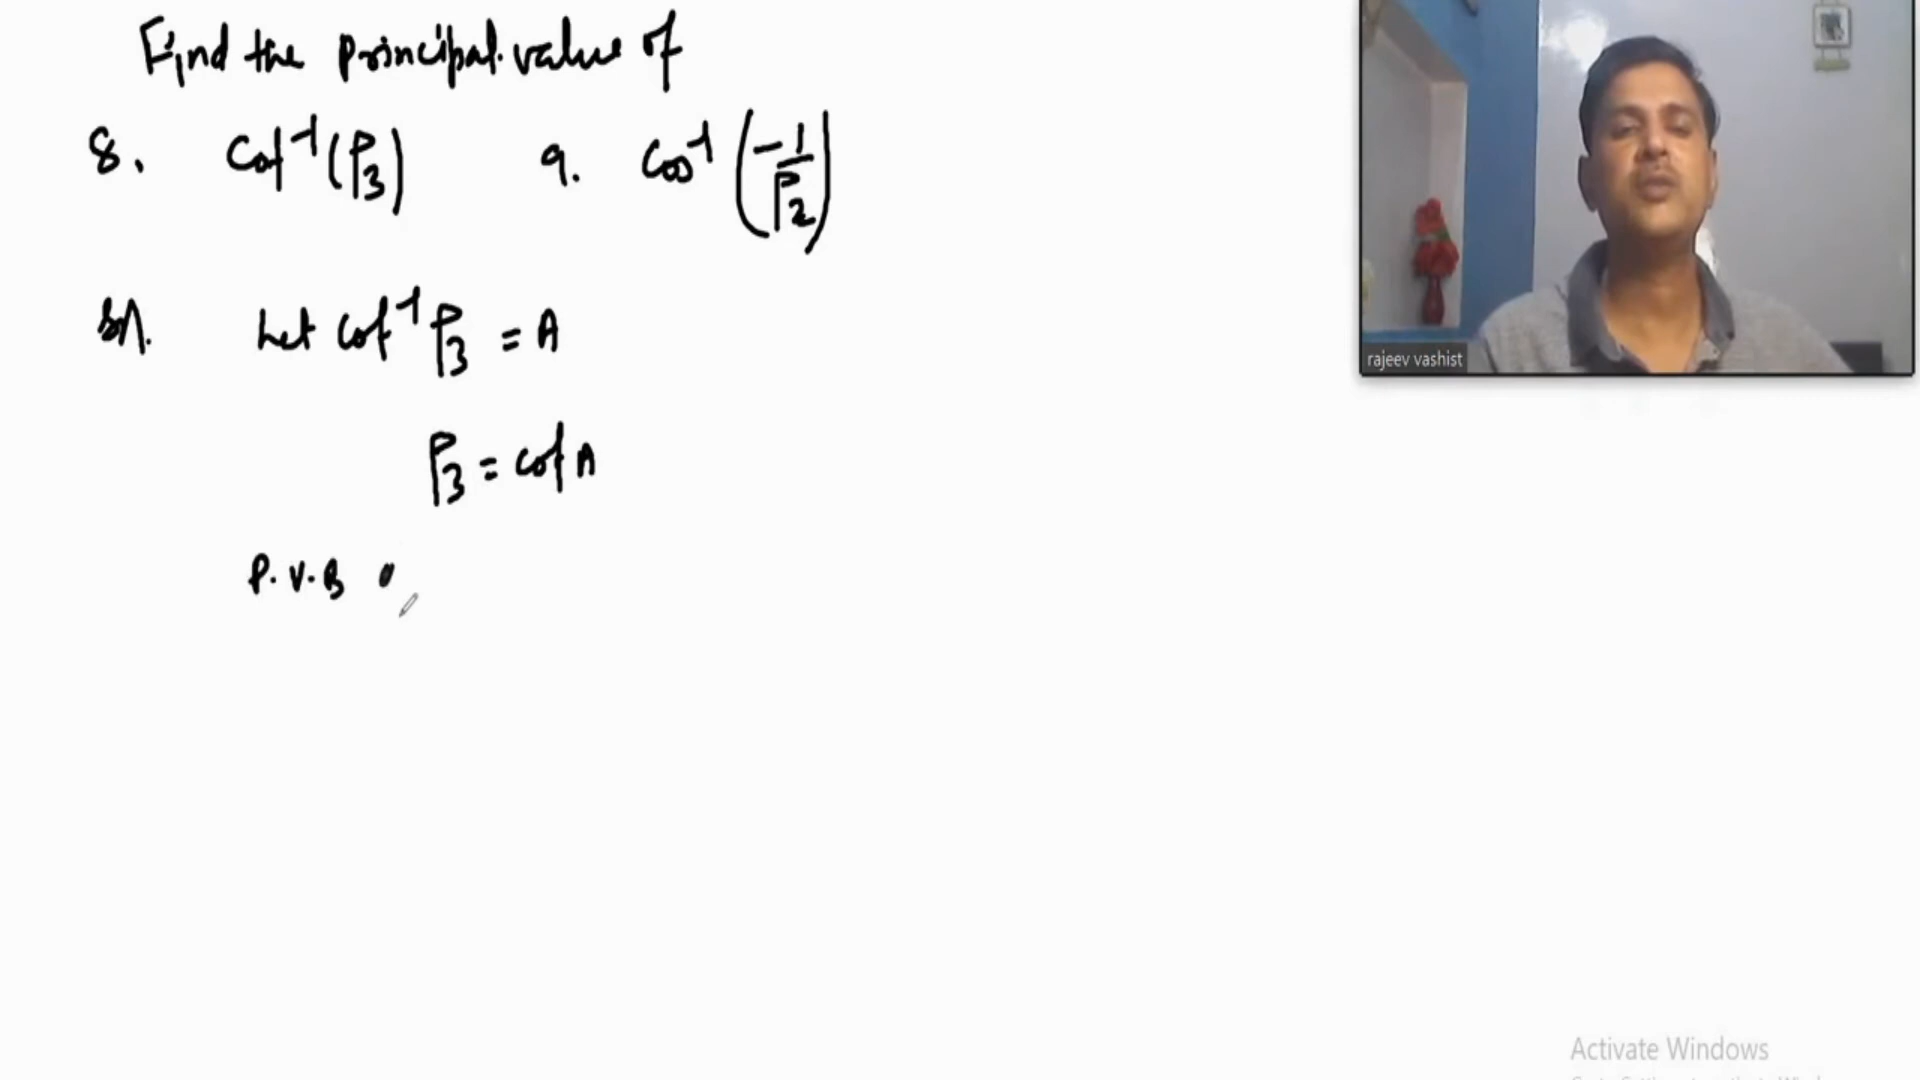 Find the principal value of
8. Cot⁻¹(√3) 9. Cos⁻¹(-1/√2)
Sol. Let Cot⁻¹ √3 = A
√3 = cot A
P.V.B o
rajeev vashist
Activate Windows